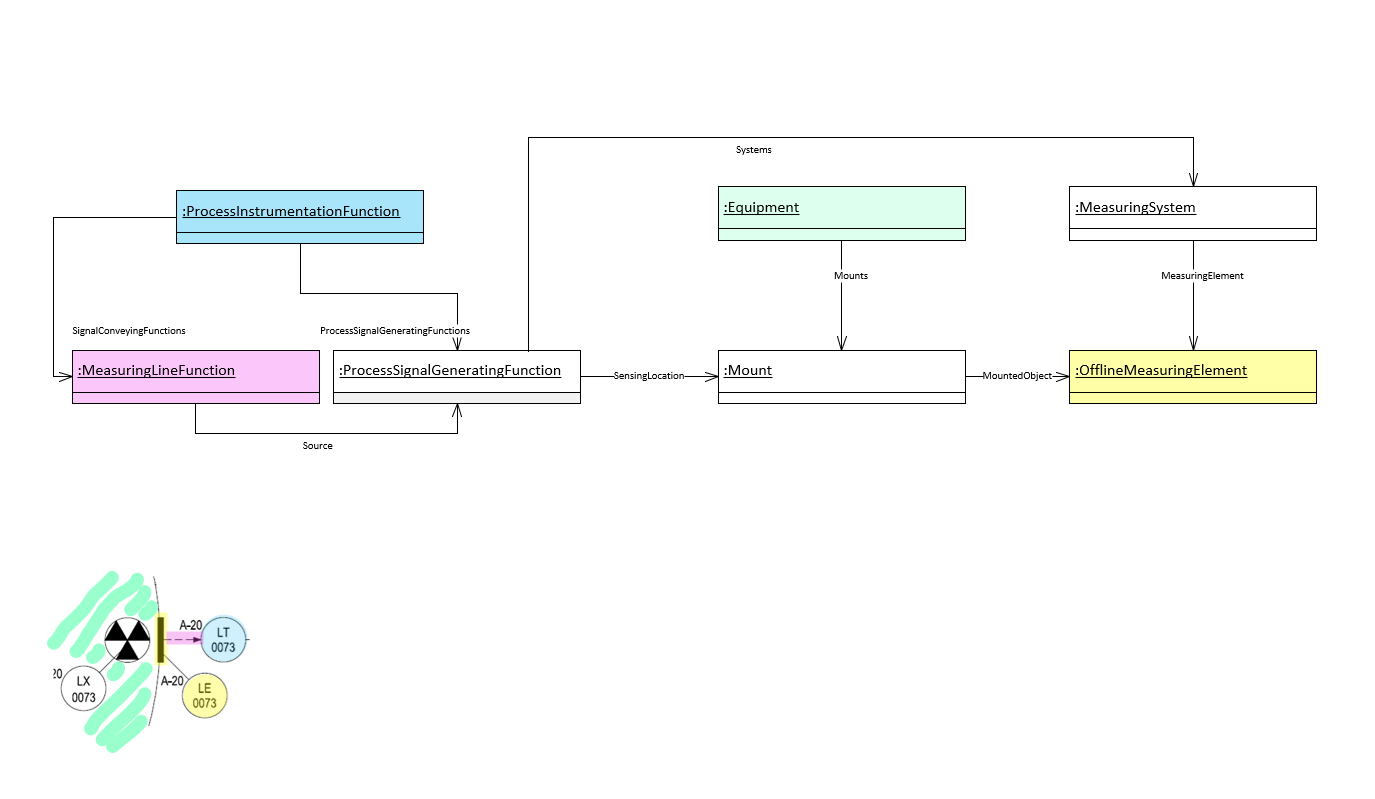 Systems
:ProcessInstrumentationFunction
:Equipment
:MeasuringSystem
Mounts
MeasuringElement
SignalConveyingFunctions
ProcessSignalGeneratingFunctions
:MeasuringLineFunction
:ProcessSignalGeneratingFunction
SensingLocation
:Mount
MountedObject
:OfflineMeasuringElement
Source
A-20
LT
0073
20
LX
0073
A-20
LE
0073